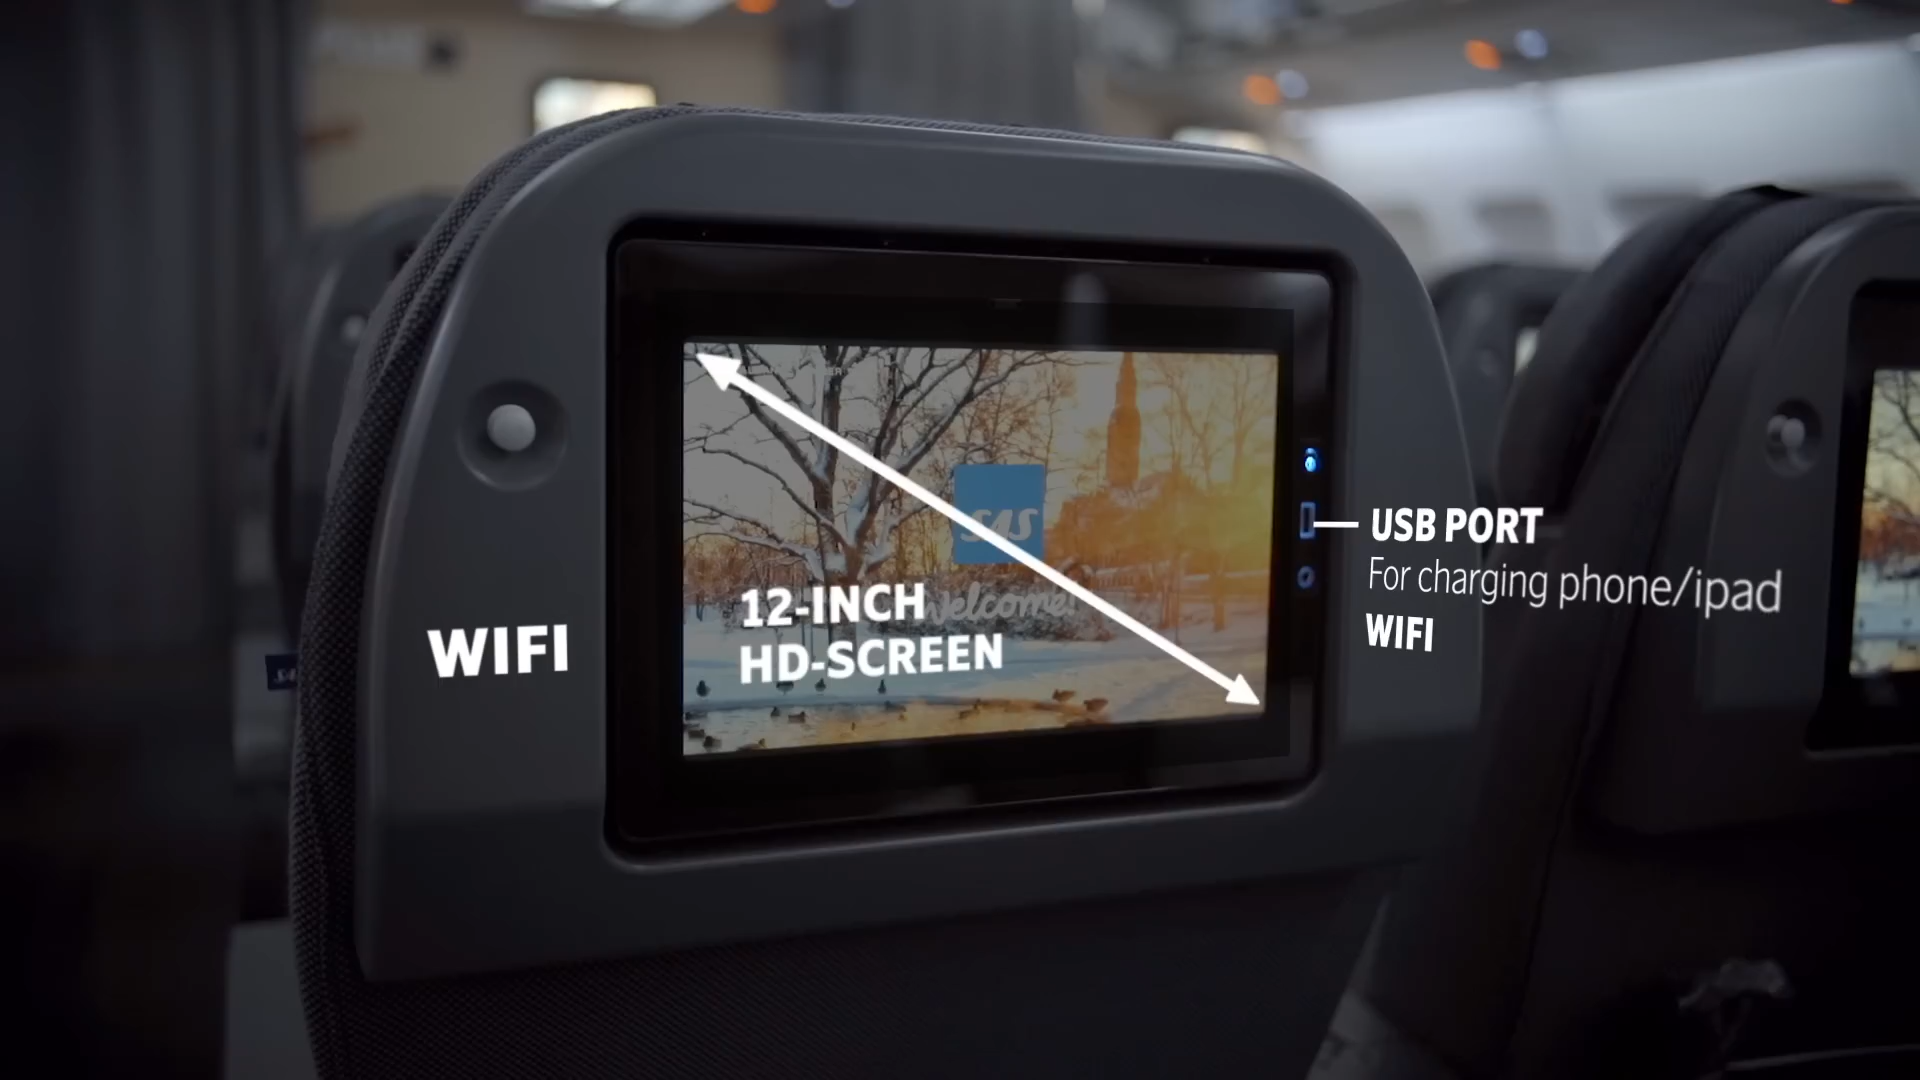 SAS
Welcome!
12-INCH
HD-SCREEN
WIFI
USB PORT
For charging phone/ipad
WIFI